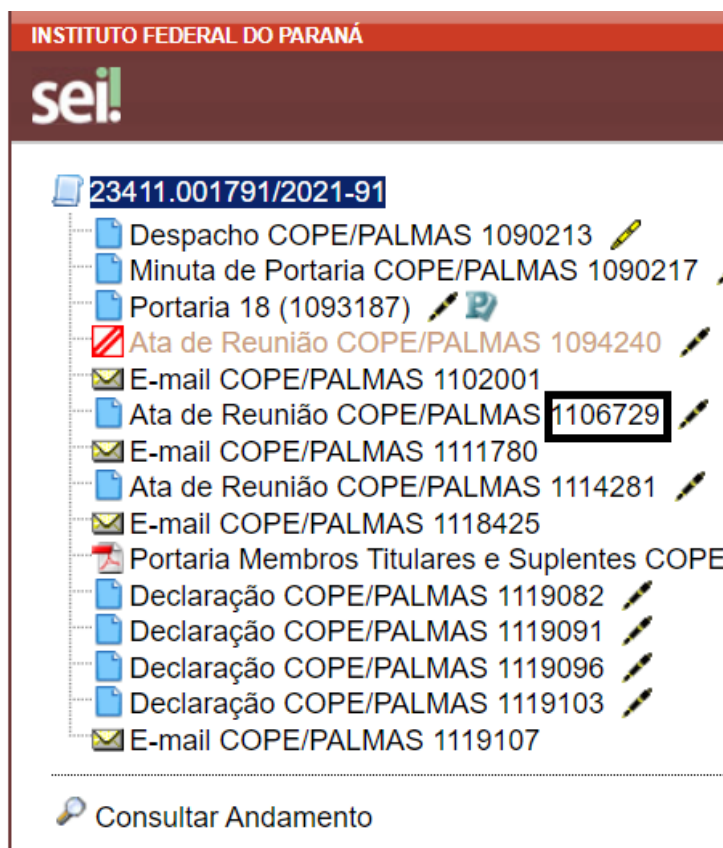 INSTITUTO FEDERAL DO PARANÁ
sei!
23411.001791/2021-91
Despacho COPE/PALMAS 1090213
Minuta de Portaria COPE/PALMAS 1090217
Portaria 18 (1093187)
Ata de Reunião COPE/PALMAS 1094240
E-mail COPE/PALMAS 1102001
Ata de Reunião COPE/PALMAS 1106729
E-mail COPE/PALMAS 1111780
Ata de Reunião COPE/PALMAS 1114281
E-mail COPE/PALMAS 1118425
Portaria Membros Titulares e Suplentes COPE
Declaração COPE/PALMAS 1119082
Declaração COPE/PALMAS 1119091
Declaração COPE/PALMAS 1119096
Declaração COPE/PALMAS 1119103
E-mail COPE/PALMAS 1119107
Consultar Andamento